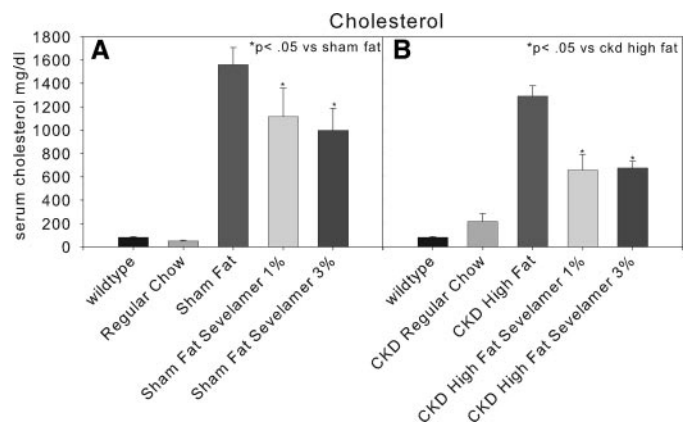 Cholesterol
A
*p< .05 vs sham fat
B
*p< .05 vs ckd high fat
serum cholesterol mg/dl
1800
1600
1400
1200
1000
800
600
400
200
0
*
*
*
*
wildtype
Regular Chow
Sham Fat
Sham Fat Sevelamer 1%
Sham Fat Sevelamer 3%
wildtype
CKD Regular Chow
CKD High Fat
CKD High Fat Sevelamer 1%
CKD High Fat Sevelamer 3%